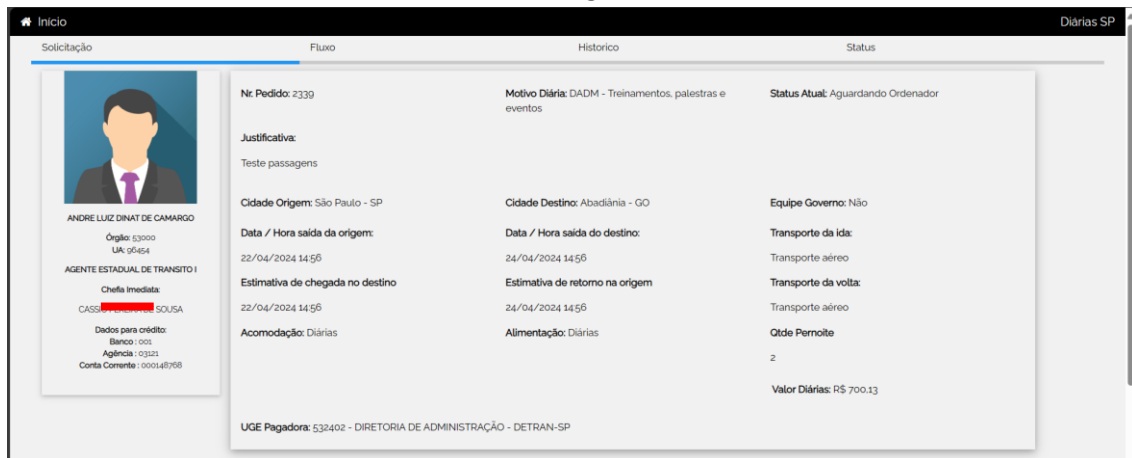 Início
Diárias SP
Solicitação
Fluxo
Historico
Status
ANDRE LUIZ DINAT DE CAMARGO
Órgão: 53000
UA: 96454
AGENTE ESTADUAL DE TRANSITO I
Chefia Imediata:
SOUSA
Dados para crédito:
Banco : 001
Agência : 03121
Conta Corrente : 000148768
Nr. Pedido: 2339
Motivo Diária: DADM - Treinamentos, palestras e
eventos
Status Atual: Aguardando Ordenador
Justificativa:
Teste passagens
Cidade Origem: São Paulo - SP
Cidade Destino: Abadiânia - GO
Equipe Governo: Não
Data / Hora saída da origem:
Data / Hora saída do destino:
Transporte da ida:
22/04/2024 14:56
24/04/2024 14:56
Transporte aéreo
Estimativa de chegada no destino
Estimativa de retorno na origem
Transporte da volta:
22/04/2024 14:56
24/04/2024 14:56
Transporte aéreo
Acomodação: Diárias
Alimentação: Diárias
Qtde Pernoite
2
Valor Diárias: R$ 700,13
UGE Pagadora: 532402 - DIRETORIA DE ADMINISTRAÇÃO - DETRAN-SP